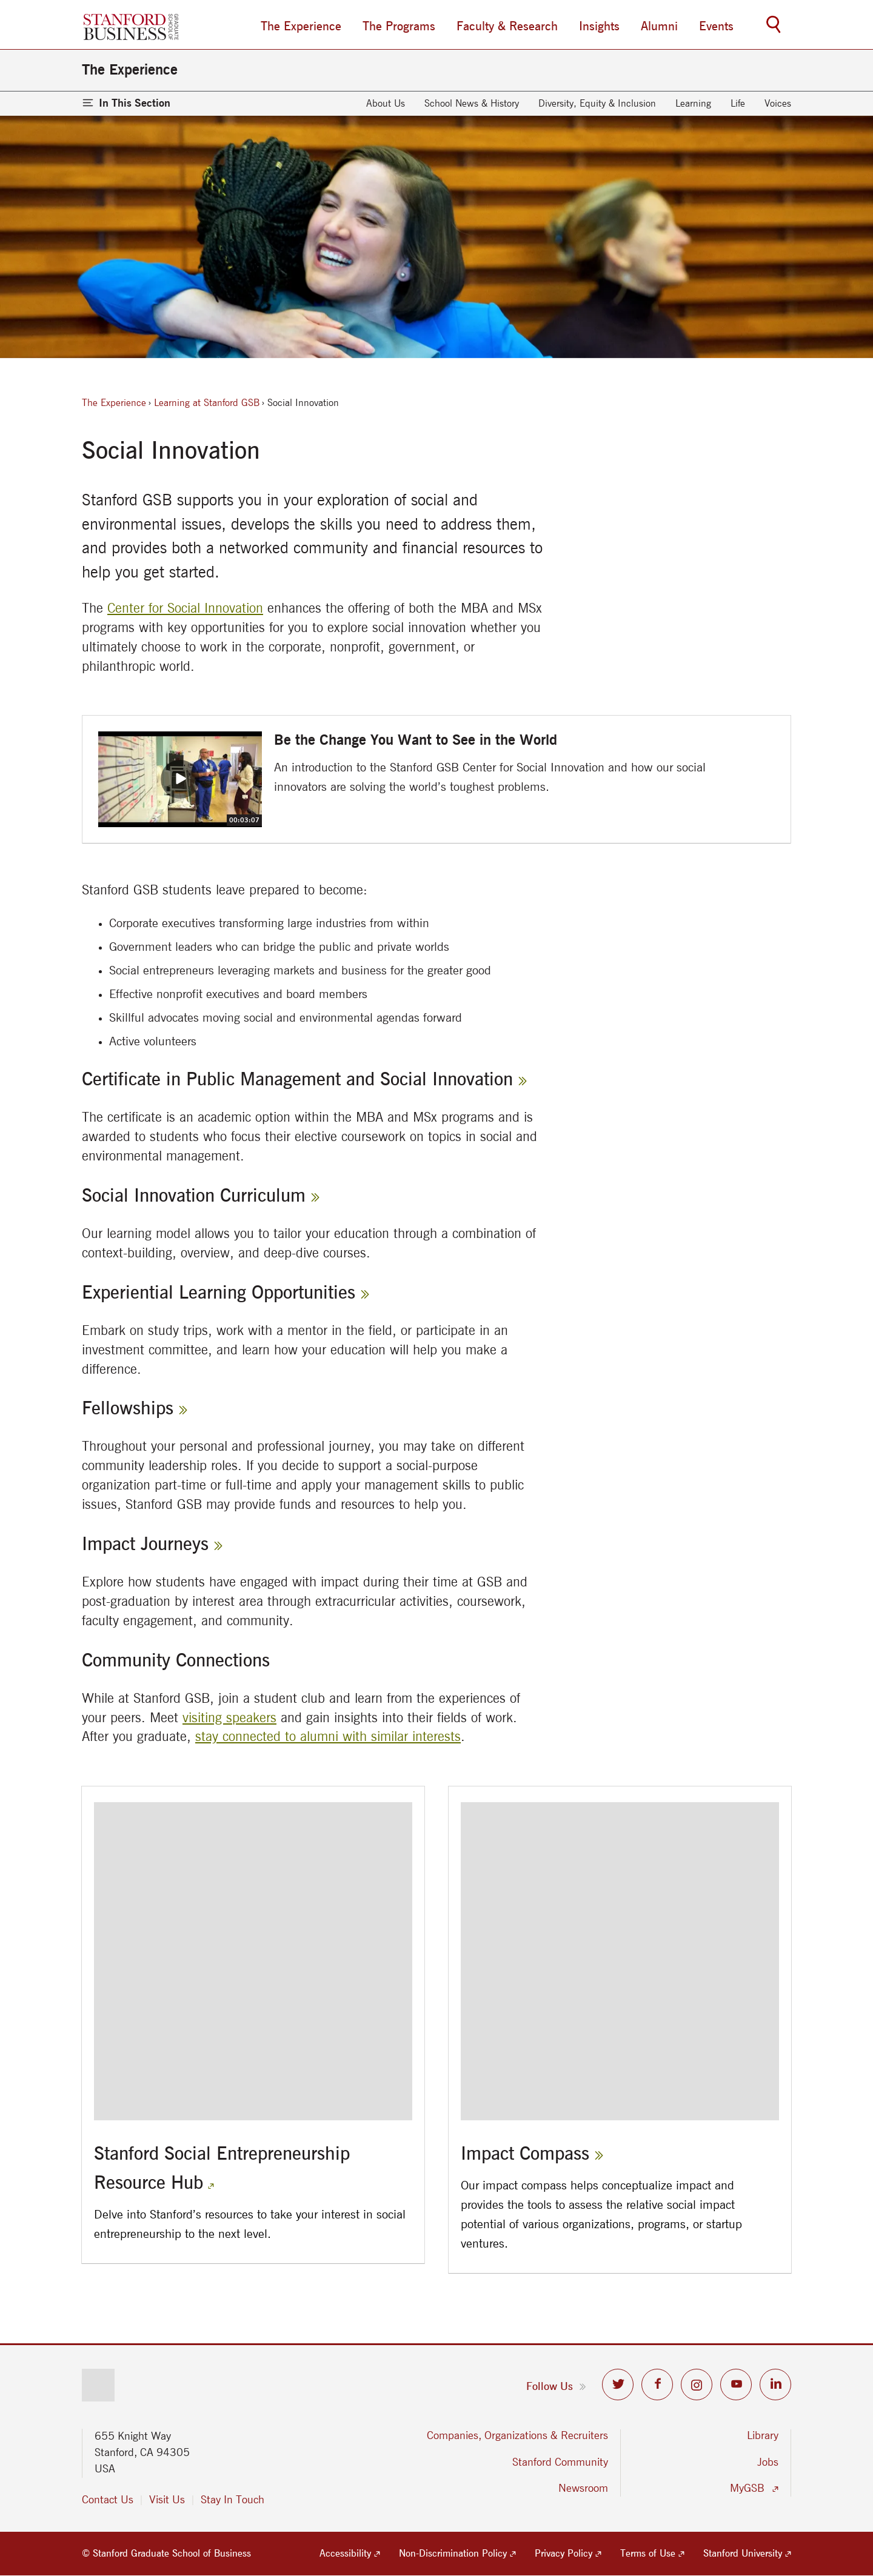 STANFORD
BUSINESS
GRADUATE
SCHOOL OF
The Experience
The Programs
Faculty & Research
Insights
Alumni
Events
The Experience
In This Section
About Us
School News & History
Diversity, Equity & Inclusion
Learning
Life
Voices
The Experience › Learning at Stanford GSB › Social Innovation
Social Innovation
Stanford GSB supports you in your exploration of social and
environmental issues, develops the skills you need to address them,
and provides both a networked community and financial resources to
help you get started.
The Center for Social Innovation enhances the offering of both the MBA and MSx
programs with key opportunities for you to explore social innovation whether you
ultimately choose to work in the corporate, nonprofit, government, or
philanthropic world.
00:03:07
Be the Change You Want to See in the World
An introduction to the Stanford GSB Center for Social Innovation and how our social
innovators are solving the world's toughest problems.
Stanford GSB students leave prepared to become:
• Corporate executives transforming large industries from within
• Government leaders who can bridge the public and private worlds
• Social entrepreneurs leveraging markets and business for the greater good
• Effective nonprofit executives and board members
• Skillful advocates moving social and environmental agendas forward
• Active volunteers
Certificate in Public Management and Social Innovation »
The certificate is an academic option within the MBA and MSx programs and is
awarded to students who focus their elective coursework on topics in social and
environmental management.
Social Innovation Curriculum »
Our learning model allows you to tailor your education through a combination of
context-building, overview, and deep-dive courses.
Experiential Learning Opportunities »
Embark on study trips, work with a mentor in the field, or participate in an
investment committee, and learn how your education will help you make a
difference.
Fellowships »
Throughout your personal and professional journey, you may take on different
community leadership roles. If you decide to support a social-purpose
organization part-time or full-time and apply your management skills to public
issues, Stanford GSB may provide funds and resources to help you.
Impact Journeys »
Explore how students have engaged with impact during their time at GSB and
post-graduation by interest area through extracurricular activities, coursework,
faculty engagement, and community.
Community Connections
While at Stanford GSB, join a student club and learn from the experiences of
your peers. Meet visiting speakers and gain insights into their fields of work.
After you graduate, stay connected to alumni with similar interests.
Stanford Social Entrepreneurship
Resource Hub
Delve into Stanford's resources to take your interest in social
entrepreneurship to the next level.
Impact Compass »
Our impact compass helps conceptualize impact and
provides the tools to assess the relative social impact
potential of various organizations, programs, or startup
ventures.
Follow Us »
655 Knight Way
Stanford, CA 94305
USA
Contact Us | Visit Us | Stay In Touch
Companies, Organizations & Recruiters
Stanford Community
Newsroom
Library
Jobs
MyGSB
© Stanford Graduate School of Business
Accessibility
Non-Discrimination Policy
Privacy Policy
Terms of Use
Stanford University